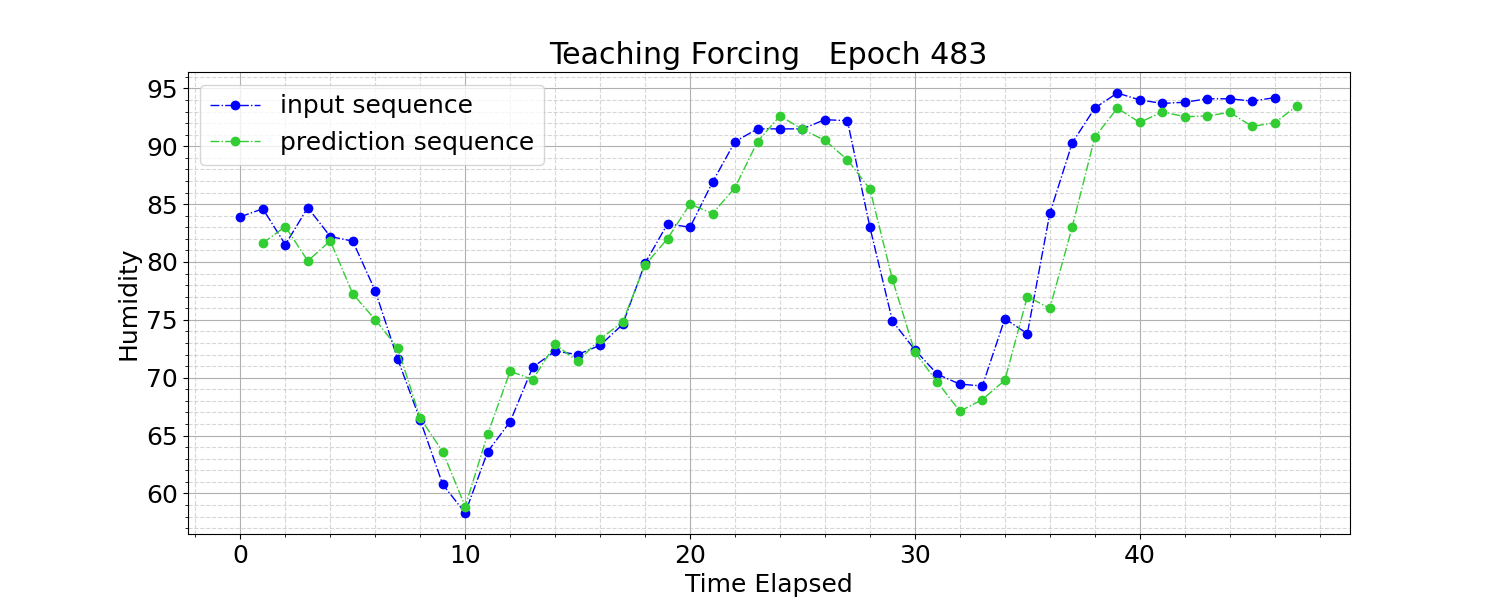 Teaching Forcing   Epoch 483
input sequence
prediction sequence
95
90
85
80
75
70
65
60
Humidity
0 10 20 30 40
Time Elapsed